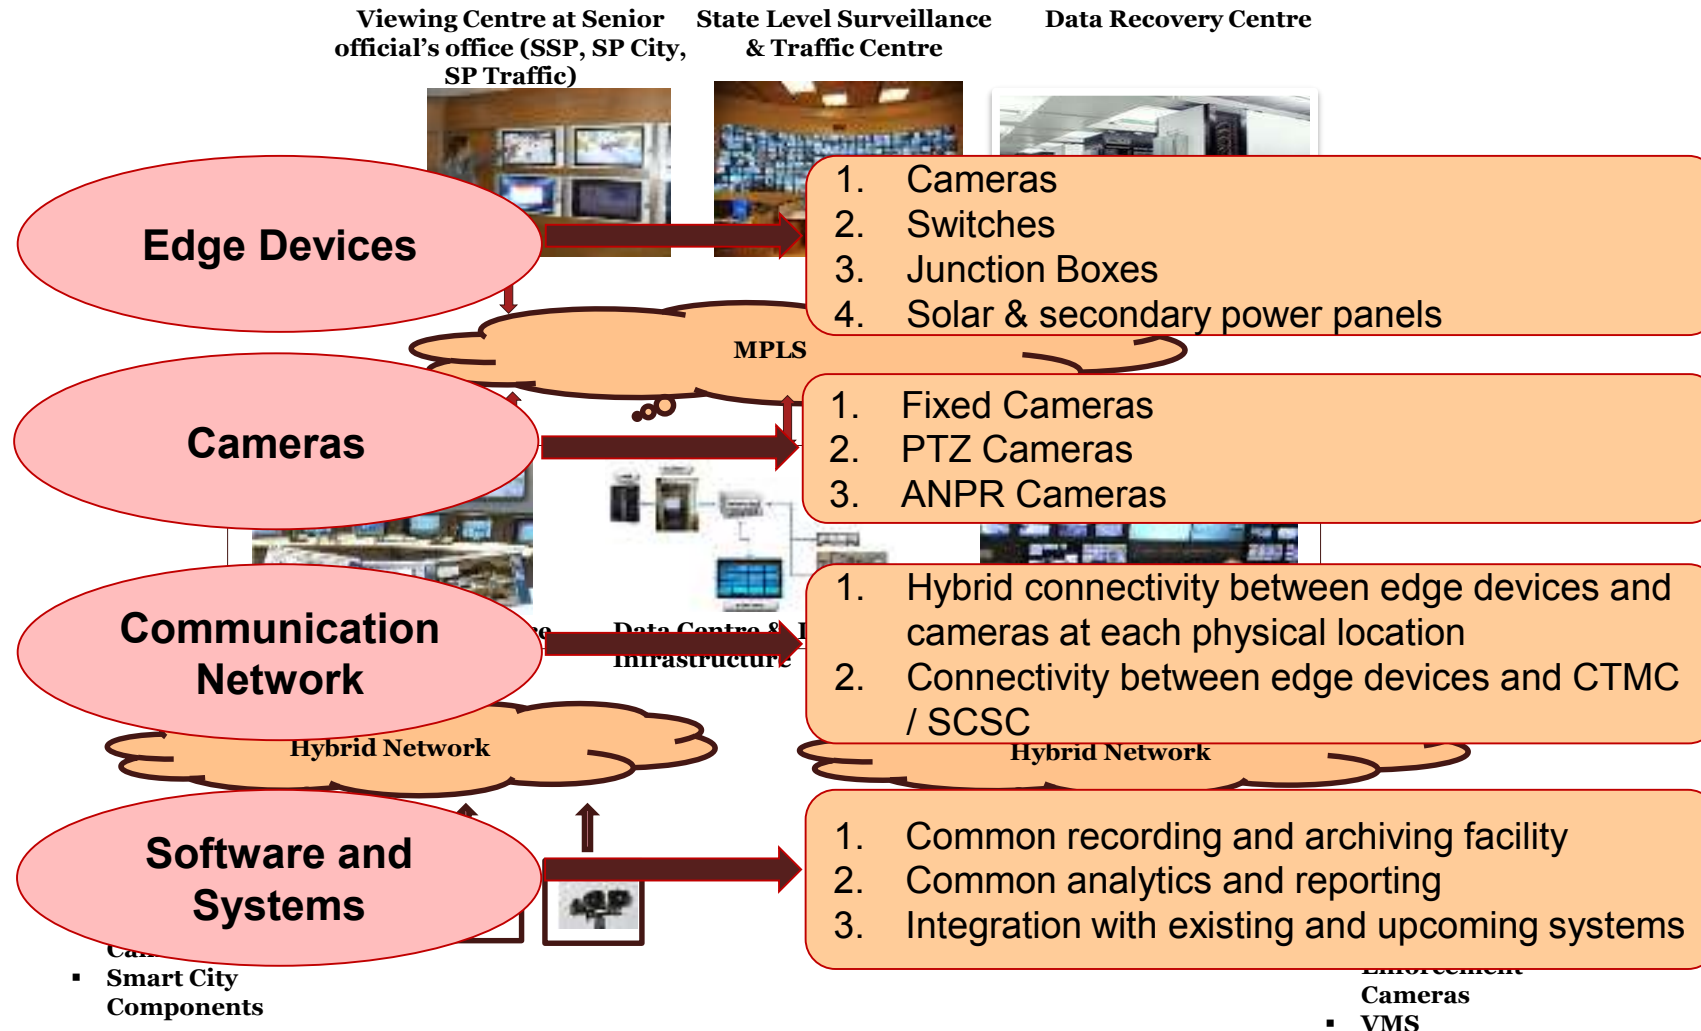 Viewing Centre at Senior
official's office (SSP, SP City,
SP Traffic)
State Level Surveillance
& Traffic Centre
Data Recovery Centre
Edge Devices
1. Cameras
2. Switches
3. Junction Boxes
4. Solar & secondary power panels
MPLS
Cameras
1. Fixed Cameras
2. PTZ Cameras
3. ANPR Cameras
Communication
Network
1. Hybrid connectivity between edge devices and
cameras at each physical location
2. Connectivity between edge devices and CTMC
/ SCSC
Data Centre &
Infrastructure
Hybrid Network
Hybrid Network
Software and
Systems
1. Common recording and archiving facility
2. Common analytics and reporting
3. Integration with existing and upcoming systems
▪ Smart City
Components
Enforcement
Cameras
▪ VMS